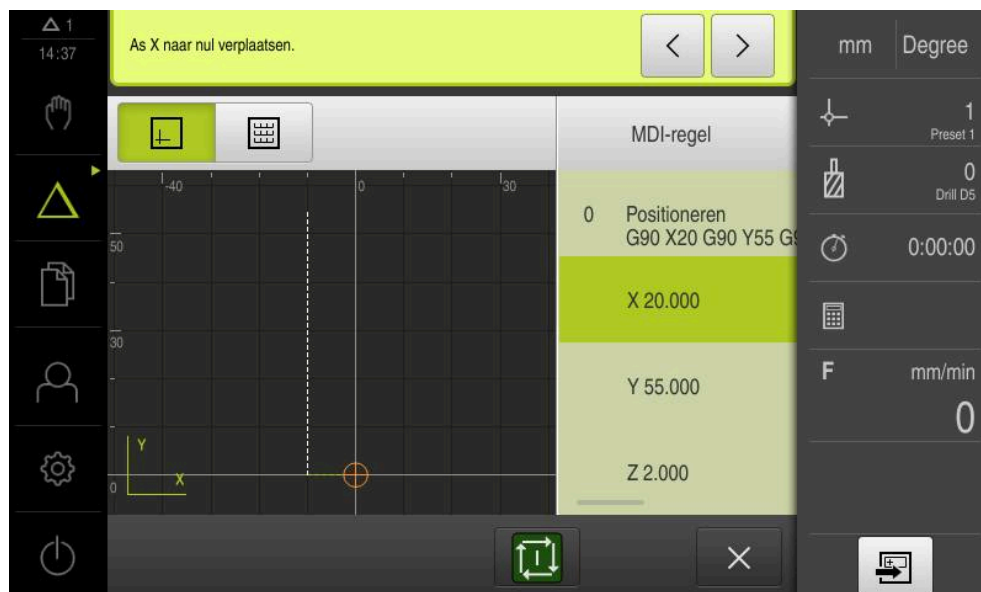 1
14:37
As X naar nul verplaatsen.
mm Degree
MDI-regel
1
Preset 1
0
Drill D5
0:00:00
F mm/min
0
-40 0 30
50
30
0
Y
X
0 Positioneren
G90 X20 G90 Y55 G
X 20.000
Y 55.000
Z 2.000